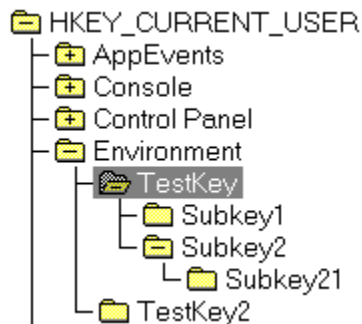 HKEY_CURRENT_USER
AppEvents
Console
Control Panel
Environment
TestKey
Subkey1
Subkey2
Subkey21
TestKey2